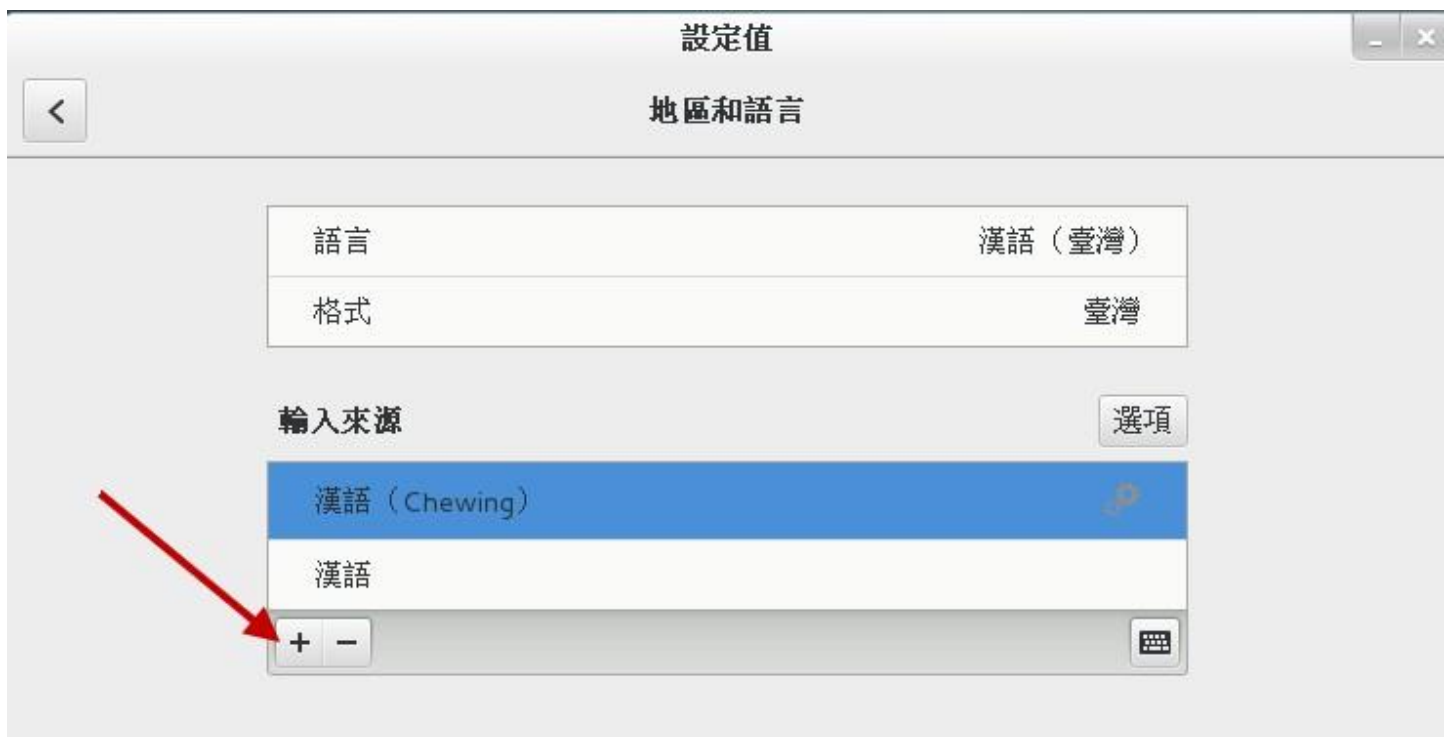 設定值
地區和語言
語言 漢語（臺灣）
格式 臺灣
輸入來源 選項
漢語（Chewing）
漢語